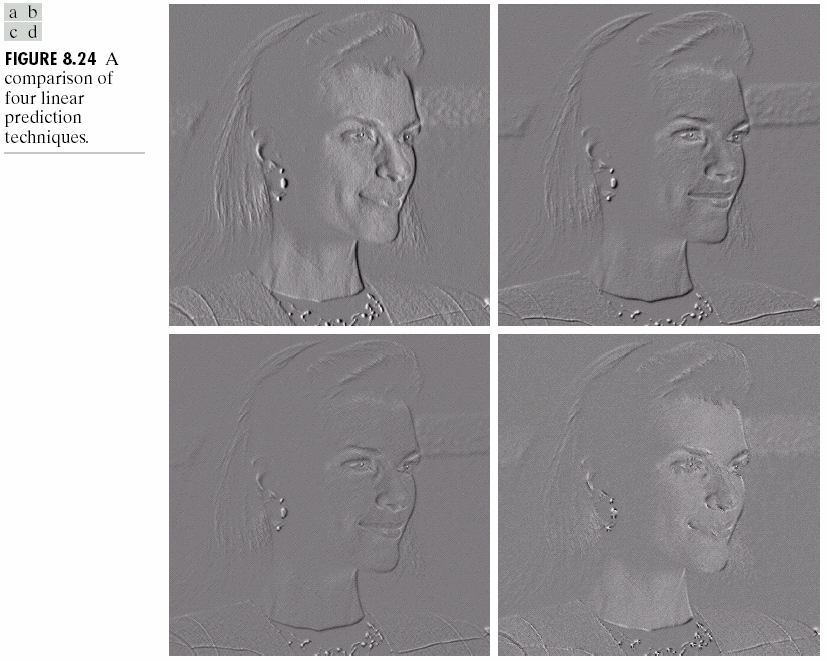 a b
c d
FIGURE 8.24 A
comparison of
four linear
prediction
techniques.